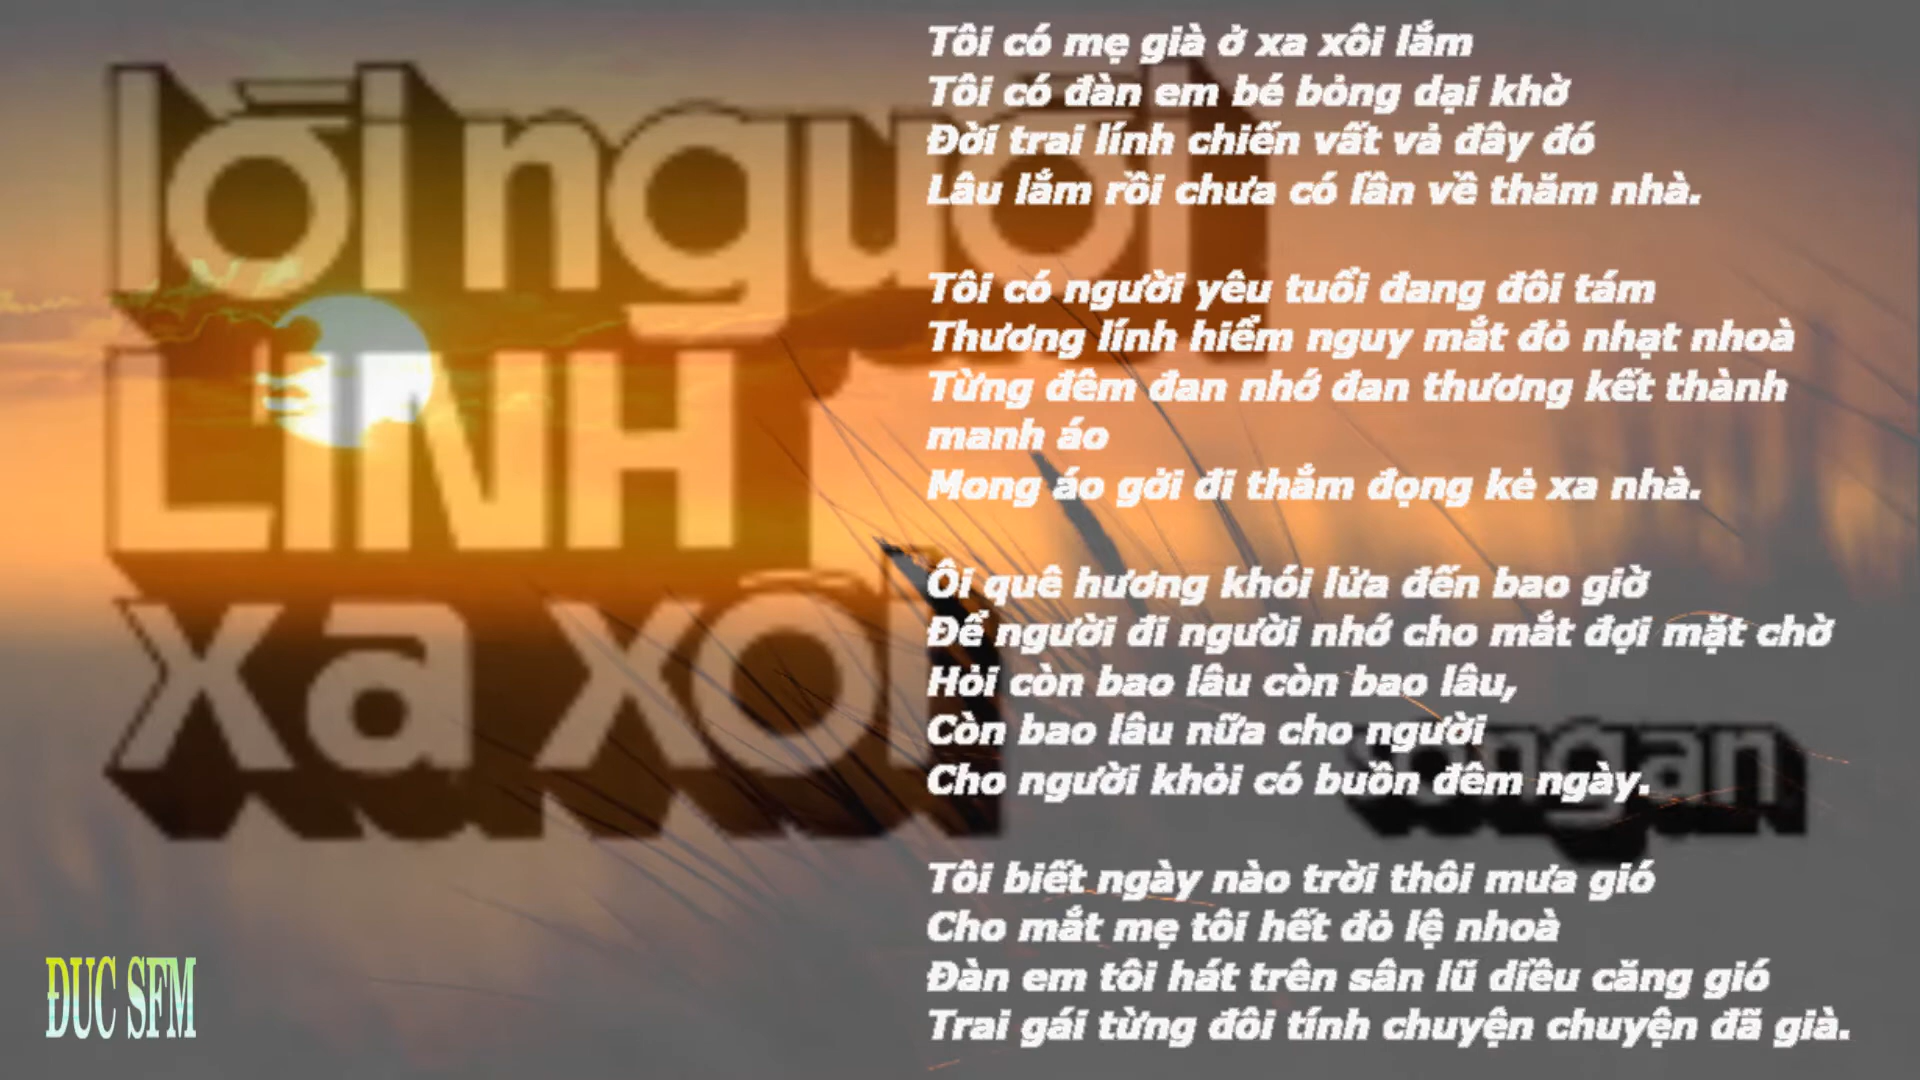 lời người
LÍNH
xa xôi
song an
Tôi có mẹ già ở xa xôi lắm
Tôi có đàn em bé bỏng dại khờ
Đời trai lính chiến vất vả đây đó
Lâu lắm rồi chưa có lần về thăm nhà.
Tôi có người yêu tuổi đang đôi tám
Thương lính hiểm nguy mắt đỏ nhạt nhoà
Từng đêm đan nhớ đan thương kết thành
manh áo
Mong áo gởi đi thắm đọng kẻ xa nhà.
Ôi quê hương khói lửa đến bao giờ
Để người đi người nhớ cho mắt đợi mặt chờ
Hỏi còn bao lâu còn bao lâu,
Còn bao lâu nữa cho người
Cho người khỏi có buồn đêm ngày.
Tôi biết ngày nào trời thôi mưa gió
Cho mắt mẹ tôi hết đỏ lệ nhoà
Đàn em tôi hát trên sân lũ diều căng gió
Trai gái từng đôi tính chuyện chuyện đã già.
ĐUC SFM